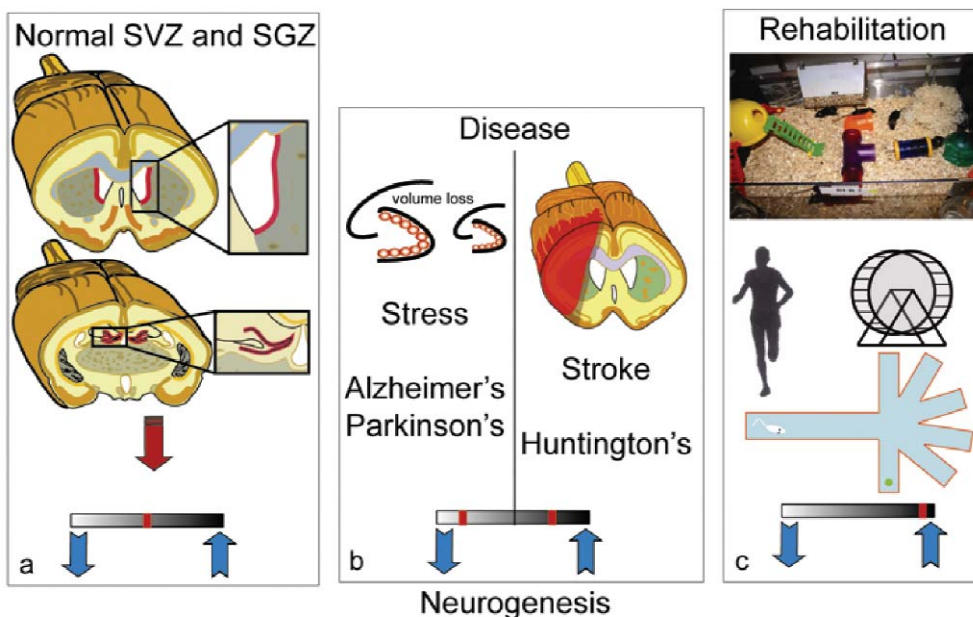 Normal SVZ and SGZ
a
Disease
volume loss
Stress
Alzheimer's
Parkinson's
Stroke
Huntington's
b
Rehabilitation
c
Neurogenesis